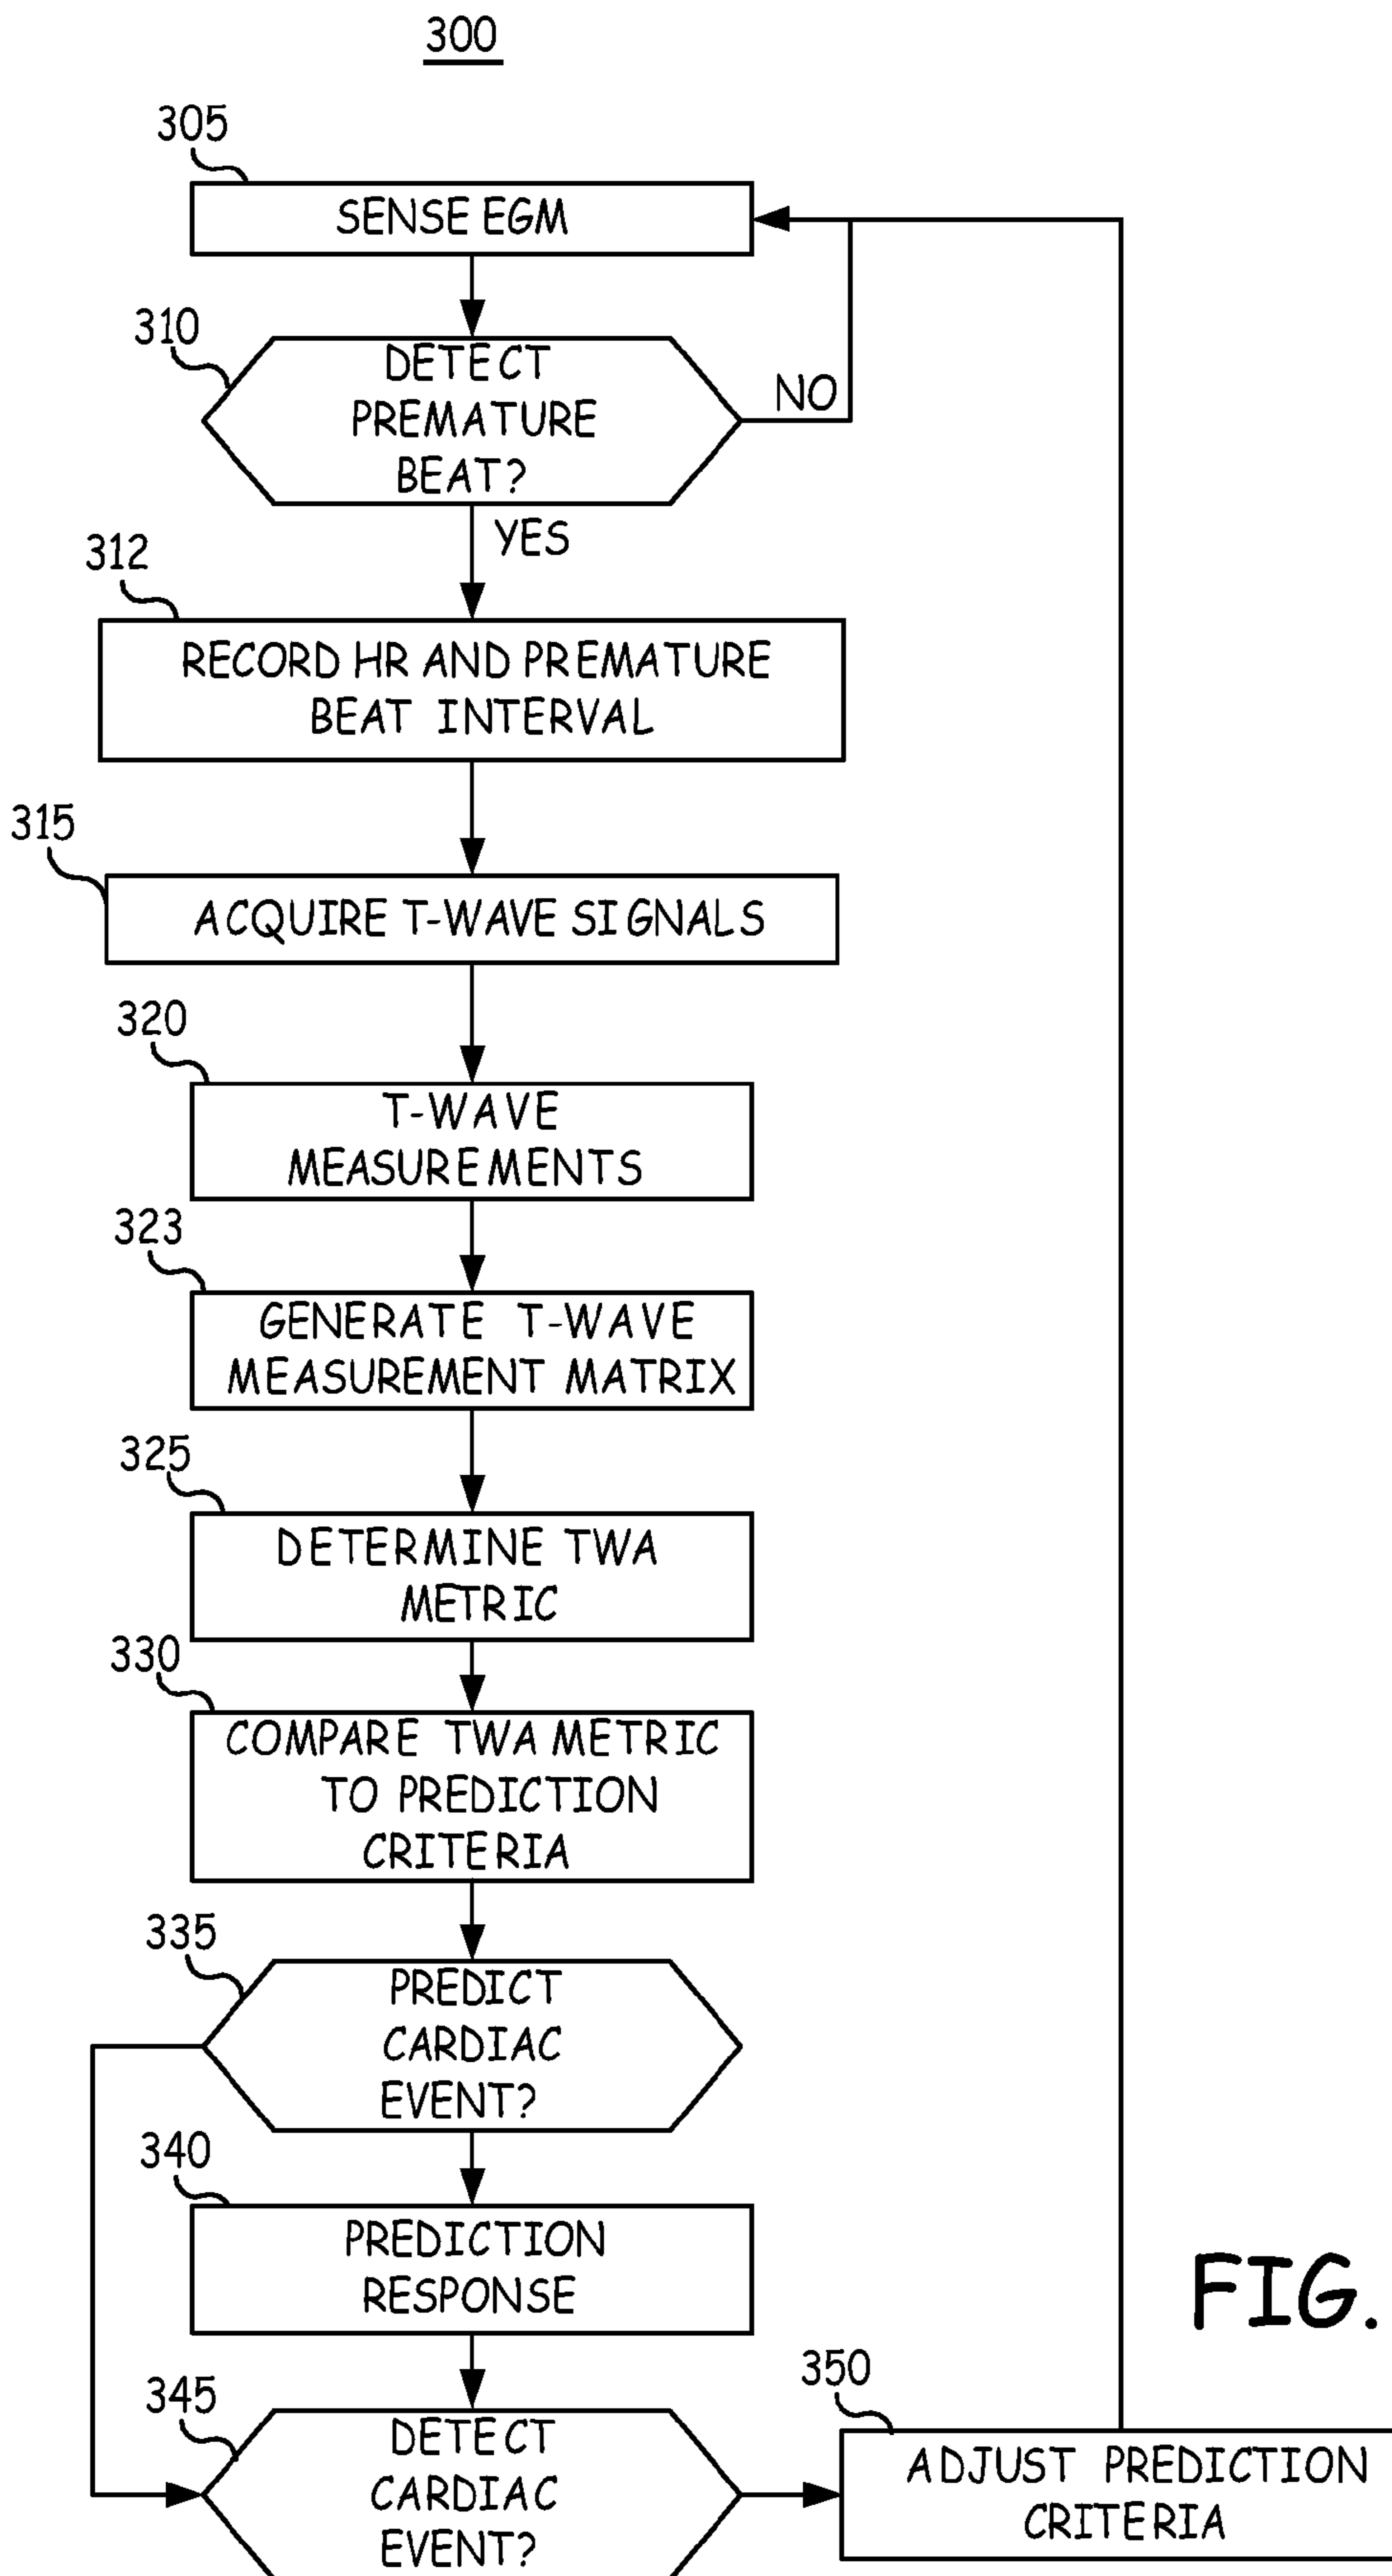 300
305
SENSE EGM
310
DETECT
PREMATURE
BEAT?
NO
YES
312
RECORD HR AND PREMATURE
BEAT INTERVAL
315
ACQUIRE T-WAVE SIGNALS
320
T-WAVE
MEASUREMENTS
323
GENERATE T-WAVE
MEASUREMENT MATRIX
325
DETERMINE TWA
METRIC
330
COMPARE TWA METRIC
TO PREDICTION
CRITERIA
335
PREDICT
CARDIAC
EVENT?
340
PREDICTION
RESPONSE
FIG.
345
DETECT
CARDIAC
EVENT?
350
ADJUST PREDICTION
CRITERIA